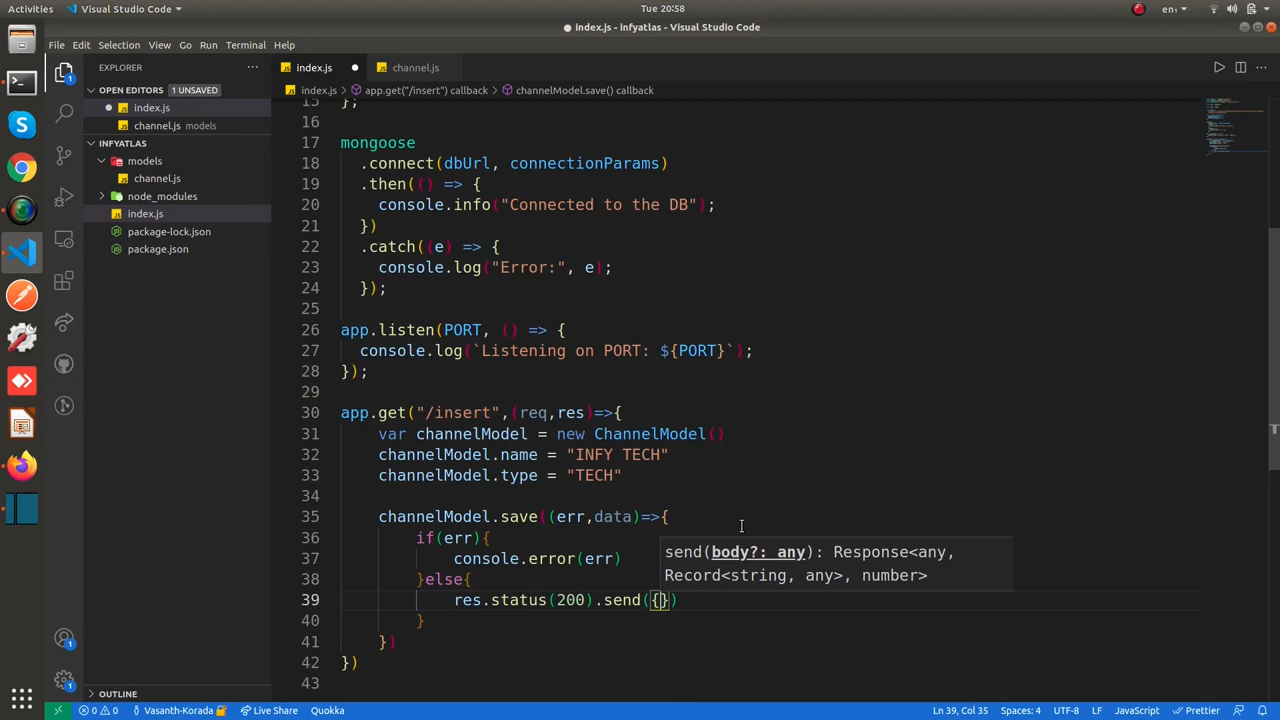 Activities
Visual Studio Code
Tue 20:58
en₁
index.js - infyatlas - Visual Studio Code
File Edit Selection View Go Run Terminal Help
EXPLORER
index.js
channel.js
OPEN EDITORS 1 UNSAVED
index.js > app.get("/insert") callback > channelModel.save() callback
index.js
channel.js models
INFYATLAS
models
channel.js
node_modules
index.js
package-lock.json
package.json
OUTLINE
15 };
16
17 mongoose
18 .connect(dbUrl, connectionParams)
19 .then(() => {
20 console.info("Connected to the DB");
21 })
22 .catch((e) => {
23 console.log("Error:", e);
24 });
25
26 app.listen(PORT, () => {
27 console.log(`Listening on PORT: ${PORT}`);
28 });
29
30 app.get("/insert",(req,res)=>{
31 var channelModel = new ChannelModel()
32 channelModel.name = "INFY TECH"
33 channelModel.type = "TECH"
34
35 channelModel.save((err,data)=>{
36 if(err){
37 console.error(err)
38 }else{
39 res.status(200).send({})
40 }
41 })
42 })
43
send(body?: any): Response<any,
Record<string, any>, number>
1
1
1
0 0 Vasanth-Korada Live Share Quokka Ln 39, Col 35 Spaces: 4 UTF-8 LF JavaScript Prettier